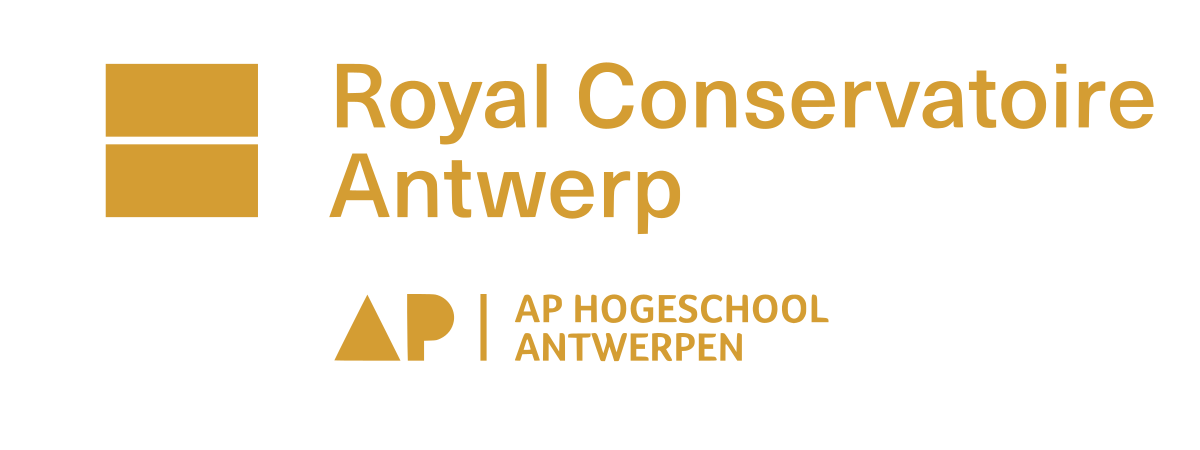 Royal Conservatoire
Antwerp
AP | AP HOGESCHOOL
ANTWERPEN